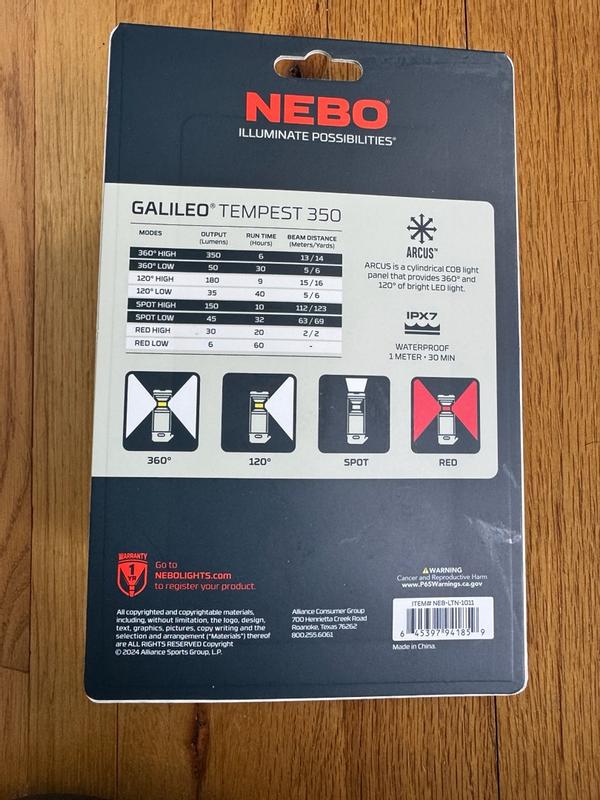 NEBO®
ILLUMINATE POSSIBILITIES®
GALILEO® TEMPEST 350
MODES OUTPUT (Lumens) RUN TIME (Hours) BEAM DISTANCE (Meters/Yards)
360° HIGH 350 6 13 / 14
360° LOW 50 30 5 / 6
120° HIGH 180 9 15 / 16
120° LOW 35 40 5 / 6
SPOT HIGH 150 10 112 / 123
SPOT LOW 45 32 63 / 69
RED HIGH 30 20 2 / 2
RED LOW 6 60 -
ARCUS™
ARCUS is a cylindrical COB light
panel that provides 360° and
120° of bright LED light.
IPX7
WATERPROOF
1 METER • 30 MIN
360° 120° SPOT RED
WARRANTY
1
YR
Go to
NEBOLIGHTS.com
to register your product.
All copyrighted and copyrightable materials,
including, without limitation, the logo, design,
text, graphics, pictures, copy writing and the
selection and arrangement ("Materials") thereof
are ALL RIGHTS RESERVED Copyright
© 2024 Alliance Sports Group, L.P.
Alliance Consumer Group
700 Henrietta Creek Road
Roanoke, Texas 76262
800.255.6061
WARNING
Cancer and Reproductive Harm
www.P65Warnings.ca.gov
ITEM# NEB-LTN-1011
6 45397 94185 9
Made in China.